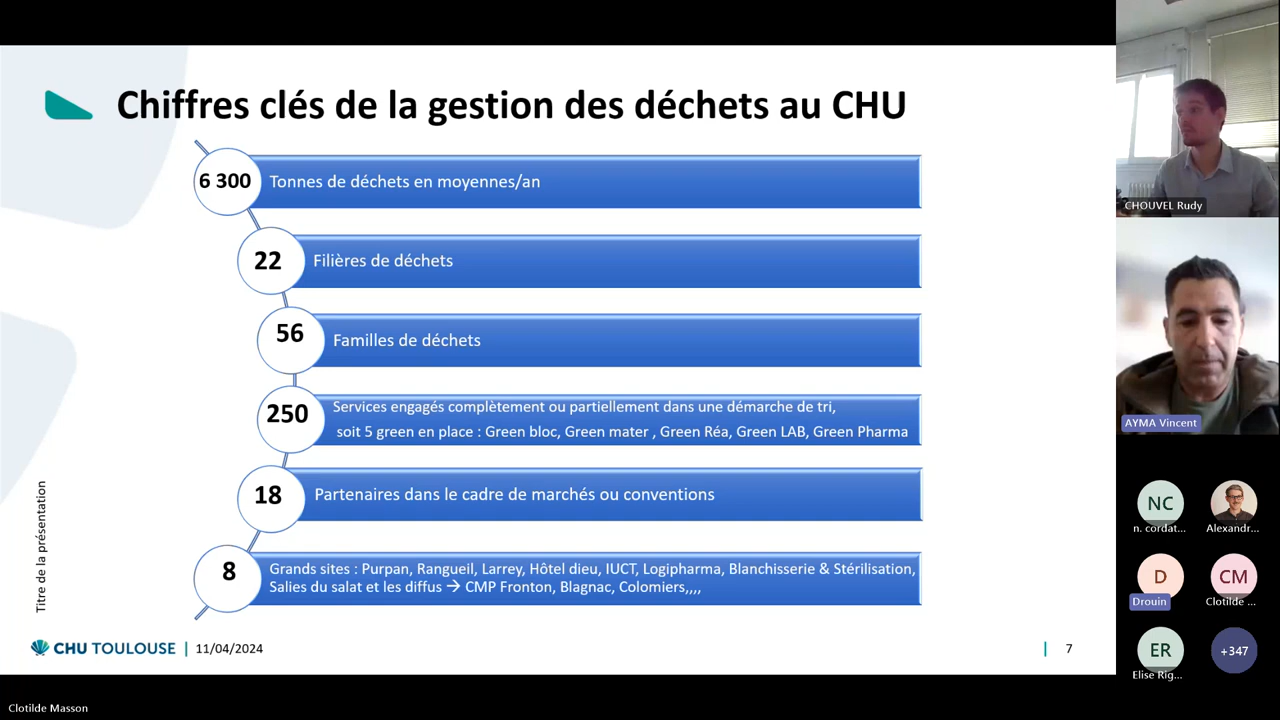 Chiffres clés de la gestion des déchets au CHU
6 300
Tonnes de déchets en moyennes/an
22
Filières de déchets
56
Familles de déchets
250
Services engagés complètement ou partiellement dans une démarche de tri,
soit 5 green en place : Green bloc, Green mater , Green Réa, Green LAB, Green Pharma
18
Partenaires dans le cadre de marchés ou conventions
8
Grands sites : Purpan, Rangueil, Larrey, Hôtel dieu, IUCT, Logipharma, Blanchisserie & Stérilisation,
Salies du salat et les diffus → CMP Fronton, Blagnac, Colomiers,,,,
Titre de la présentation
CHU TOULOUSE | 11/04/2024
7
CHOUVEL Rudy
AYMA Vincent
NC
n. cordat...
Alexandr...
D
Drouin
CM
Clotilde ...
ER
Elise Rig...
+347
Clotilde Masson